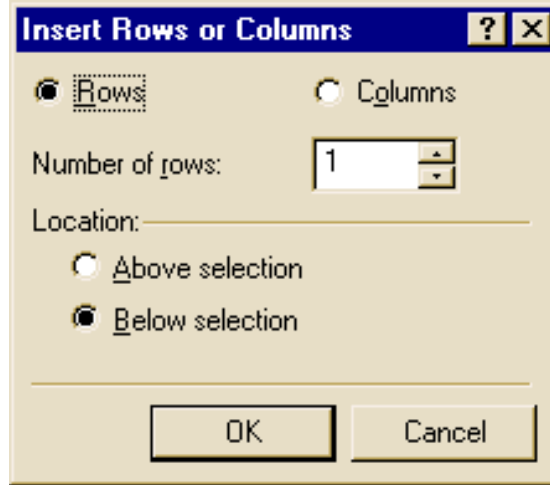 Insert Rows or Columns ? X
Rows Columns
Number of rows: 1
Location:
Above selection
Below selection
OK Cancel